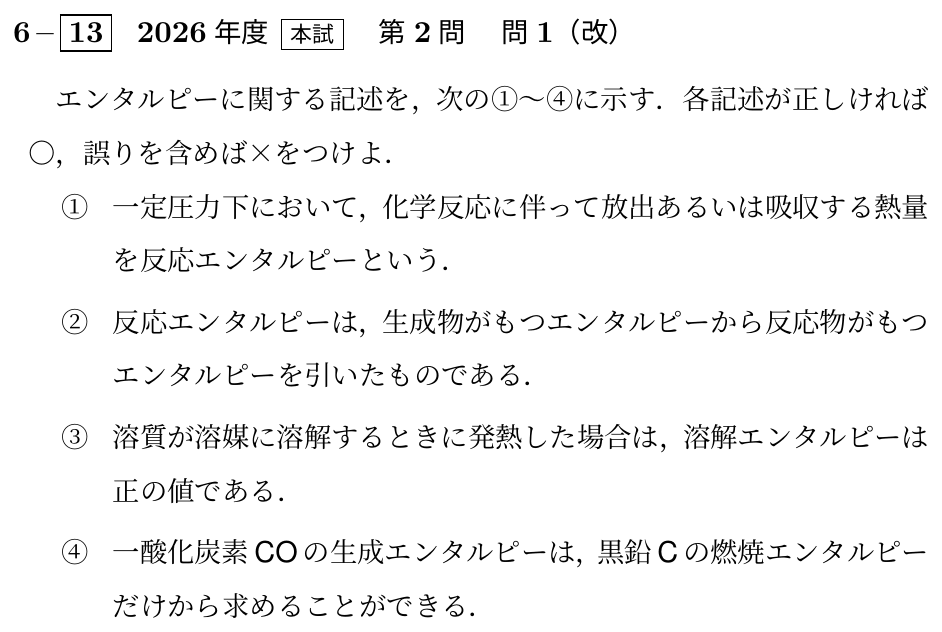 6－13　2026 年度　本試　第 2 問　問 1（改）
エンタルピーに関する記述を，次の①～④に示す．各記述が正しければ
○，誤りを含めば×をつけよ．
①　一定圧力下において，化学反応に伴って放出あるいは吸収する熱量
を反応エンタルピーという．
②　反応エンタルピーは，生成物がもつエンタルピーから反応物がもつ
エンタルピーを引いたものである．
③　溶質が溶媒に溶解するときに発熱した場合は，溶解エンタルピーは
正の値である．
④　一酸化炭素 CO の生成エンタルピーは，黒鉛 C の燃焼エンタルピー
だけから求めることができる．